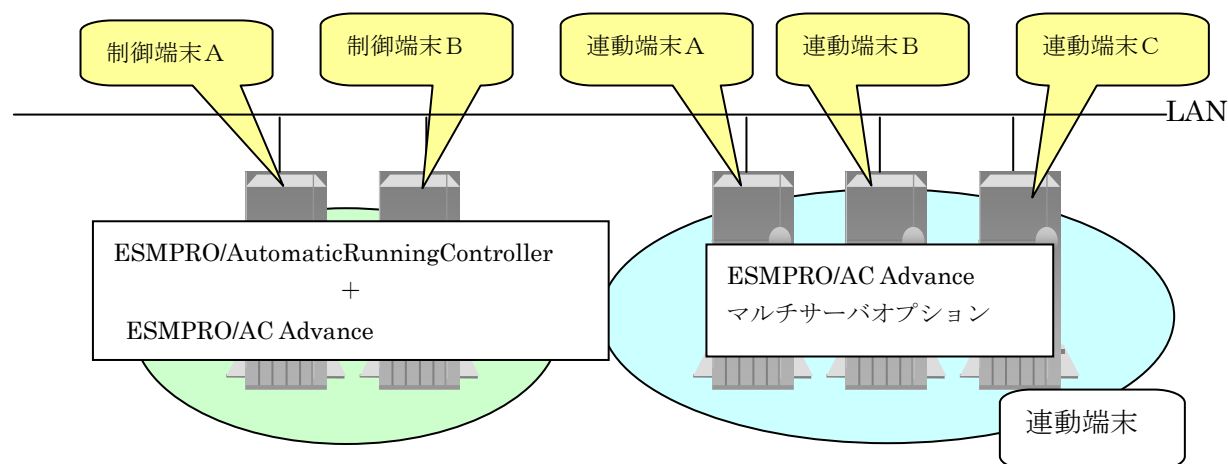 制御端末A
制御端末B
連動端末A
連動端末B
連動端末C
LAN
ESMPRO/AutomaticRunningController
+
ESMPRO/AC Advance
ESMPRO/AC Advance
マルチサーバオプション
連動端末